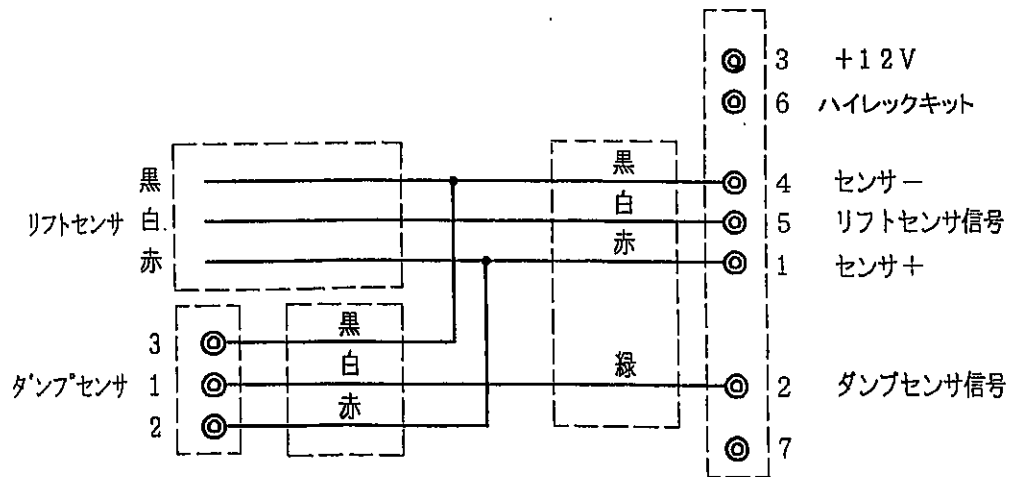 3 +12V
6 ハイレックキット
黒 黒 4 センサー
リフトセンサ 白 白 5 リフトセンサ信号
赤 赤 1 センサ+
3 黒
ダンプセンサ 1 白 緑 2 ダンプセンサ信号
2 赤
7